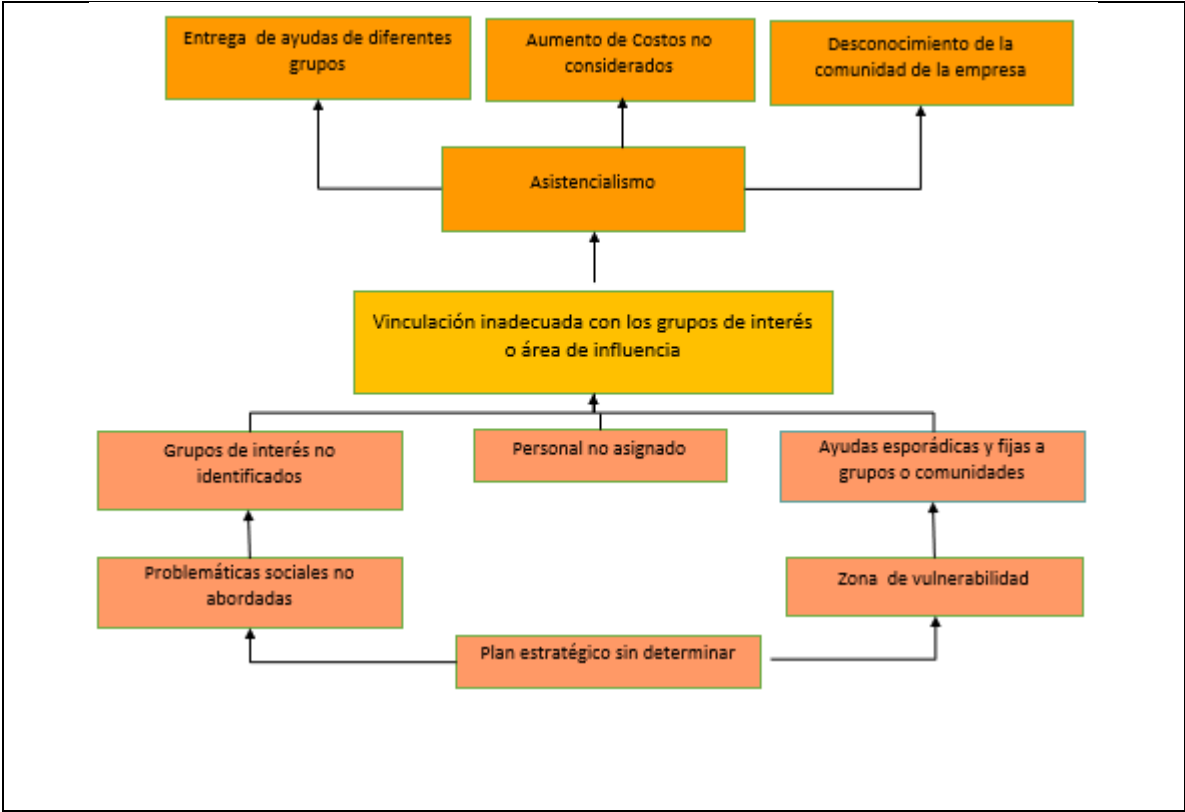 Entrega de ayudas de diferentes
grupos
Aumento de Costos no
considerados
Desconocimiento de la
comunidad de la empresa
Asistencialismo
Vinculación inadecuada con los grupos de interés
o área de influencia
Grupos de interés no
identificados
Personal no asignado
Ayudas esporádicas y fijas a
grupos o comunidades
Problemáticas sociales no
abordadas
Zona de vulnerabilidad
Plan estratégico sin determinar